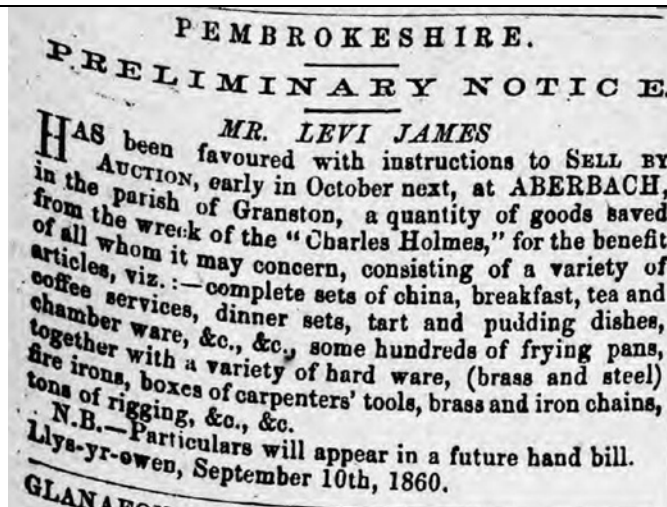 PEMBROKESHIRE.
PRELIMINARY NOTICE.
MR. LEVI JAMES
HAS been favoured with instructions to SELL BY
AUCTION, early in October next, at ABERBACH,
in the parish of Granston, a quantity of goods saved
from the wreck of the "Charles Holmes," for the benefit
of all whom it may concern, consisting of a variety of
articles, viz.:—complete sets of china, breakfast, tea and
coffee services, dinner sets, tart and pudding dishes,
chamber ware, &c., &c., some hundreds of frying pans,
together with a variety of hard ware, (brass and steel)
fire irons, boxes of carpenters' tools, brass and iron chains,
tons of rigging, &c., &c.
N.B.—Particulars will appear in a future hand bill.
Llys-yr-owen, September 10th, 1860.